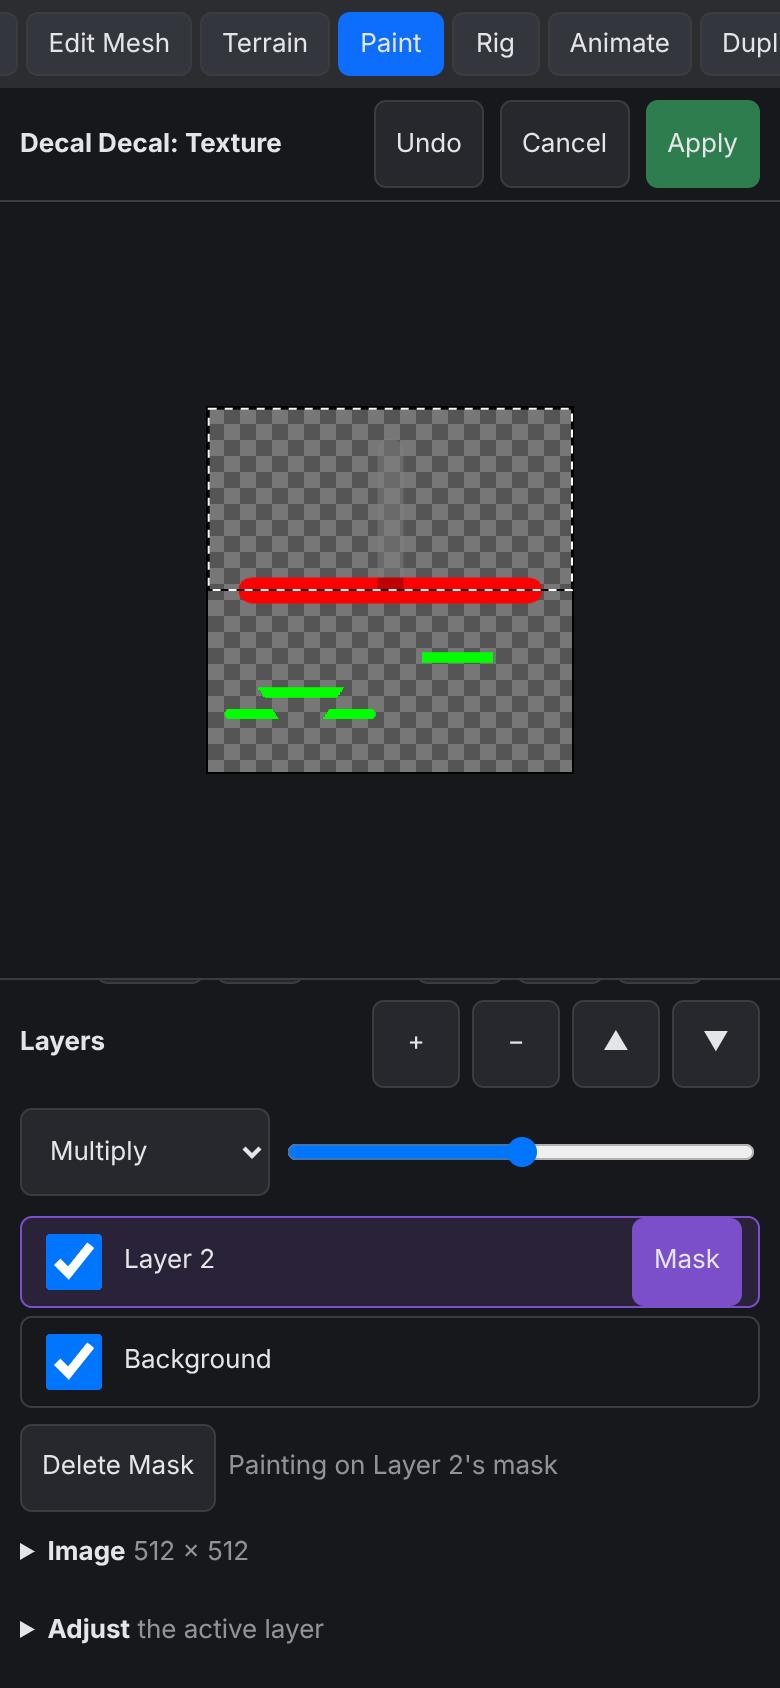 Edit Mesh Terrain Paint Rig Animate Dupl
Decal Decal: Texture Undo Cancel Apply
Layers + − ▲ ▼
Multiply
Layer 2 Mask
Background
Delete Mask Painting on Layer 2's mask
Image 512 × 512
Adjust the active layer